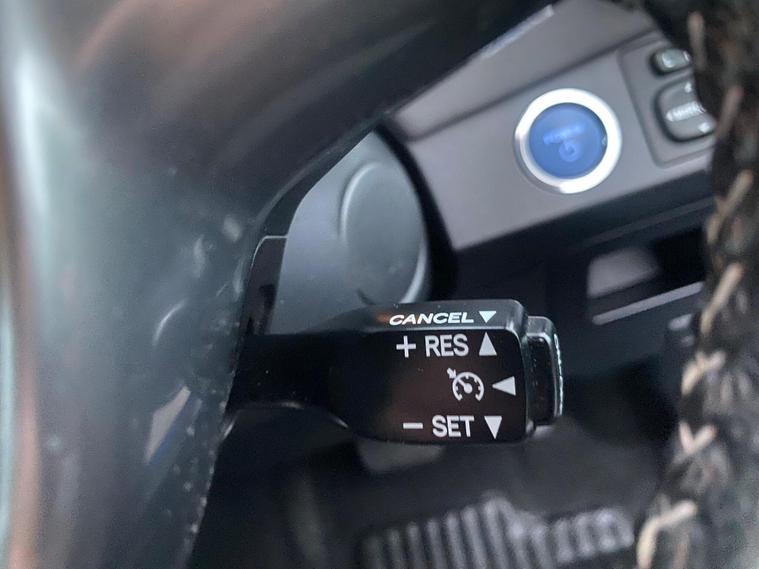 CANCEL ▼
+ RES ▲
◀
− SET ▼